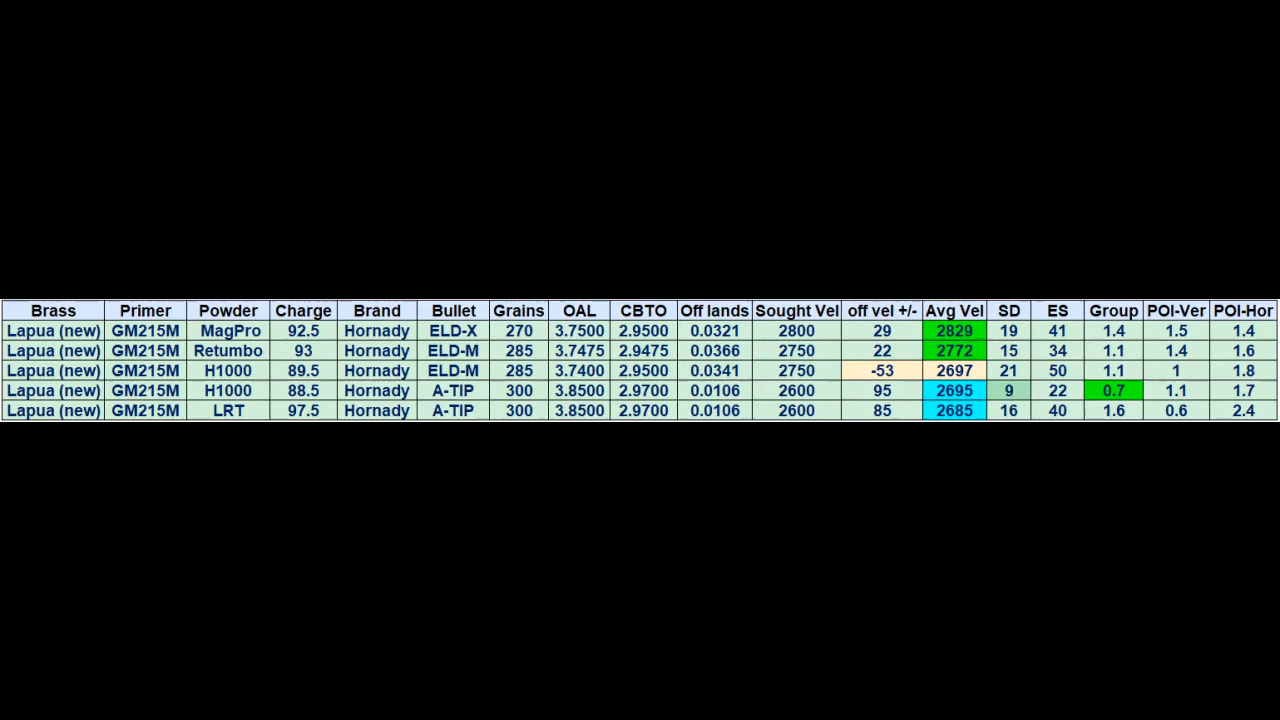 Brass Primer Powder Charge Brand Bullet Grains OAL CBTO Off lands Sought Vel off vel +/- Avg Vel SD ES Group POI-Ver POI-Hor
Lapua (new) GM215M MagPro 92.5 Hornady ELD-X 270 3.7500 2.9500 0.0321 2800 29 2829 19 41 1.4 1.5 1.4
Lapua (new) GM215M Retumbo 93 Hornady ELD-M 285 3.7475 2.9475 0.0366 2750 22 2772 15 34 1.1 1.4 1.6
Lapua (new) GM215M H1000 89.5 Hornady ELD-M 285 3.7400 2.9500 0.0341 2750 -53 2697 21 50 1.1 1 1.8
Lapua (new) GM215M H1000 88.5 Hornady A-TIP 300 3.8500 2.9700 0.0106 2600 95 2695 9 22 0.7 1.1 1.7
Lapua (new) GM215M LRT 97.5 Hornady A-TIP 300 3.8500 2.9700 0.0106 2600 85 2685 16 40 1.6 0.6 2.4